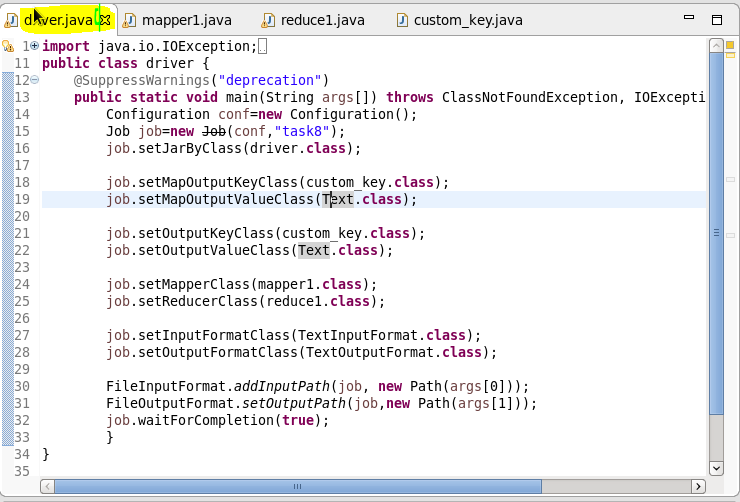 driver.java mapper1.java reduce1.java custom_key.java
1 import java.io.IOException;
11 public class driver {
12 @SuppressWarnings("deprecation")
13 public static void main(String args[]) throws ClassNotFoundException, IOExcepti
14 Configuration conf=new Configuration();
15 Job job=new Job(conf,"task8");
16 job.setJarByClass(driver.class);
17
18 job.setMapOutputKeyClass(custom_key.class);
19 job.setMapOutputValueClass(Text.class);
20
21 job.setOutputKeyClass(custom_key.class);
22 job.setOutputValueClass(Text.class);
23
24 job.setMapperClass(mapper1.class);
25 job.setReducerClass(reduce1.class);
26
27 job.setInputFormatClass(TextInputFormat.class);
28 job.setOutputFormatClass(TextOutputFormat.class);
29
30 FileInputFormat.addInputPath(job, new Path(args[0]));
31 FileOutputFormat.setOutputPath(job,new Path(args[1]));
32 job.waitForCompletion(true);
33 }
34 }
35